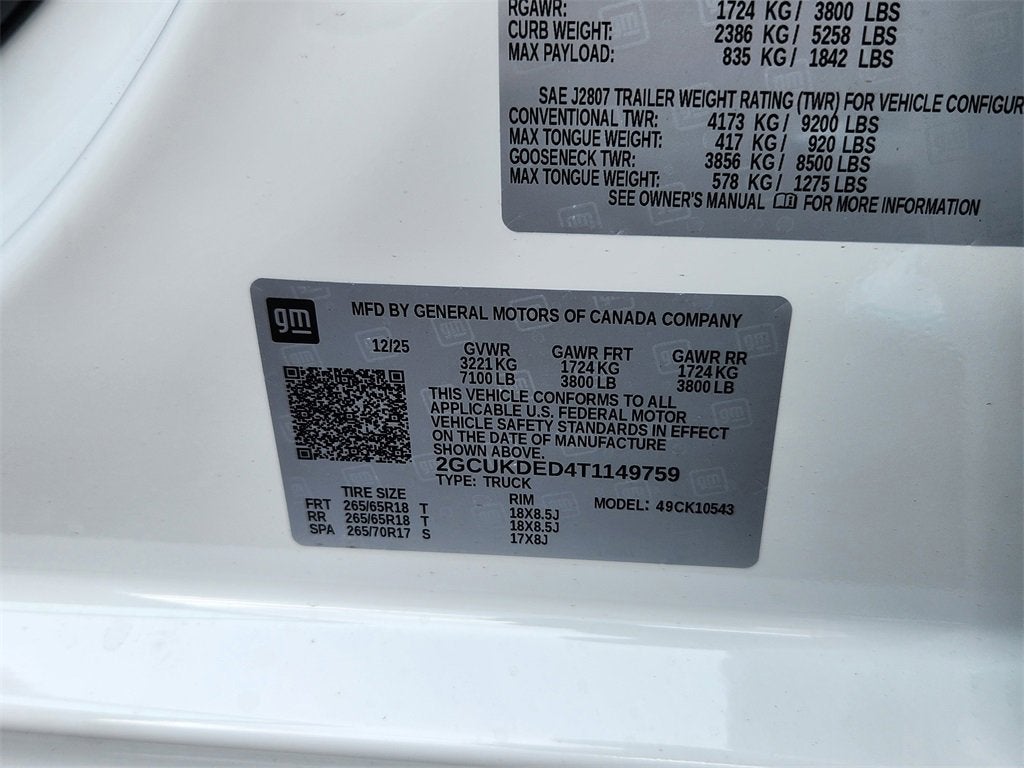 RGAWR: 1724 KG/ 3800 LBS
CURB WEIGHT: 2386 KG/ 5258 LBS
MAX PAYLOAD: 835 KG/ 1842 LBS
SAE J2807 TRAILER WEIGHT RATING (TWR) FOR VEHICLE CONFIGUR
CONVENTIONAL TWR: 4173 KG/ 9200 LBS
MAX TONGUE WEIGHT: 417 KG/ 920 LBS
GOOSENECK TWR: 3856 KG/ 8500 LBS
MAX TONGUE WEIGHT: 578 KG/ 1275 LBS
SEE OWNER'S MANUAL FOR MORE INFORMATION
gm
MFD BY GENERAL MOTORS OF CANADA COMPANY
12/25 GVWR GAWR FRT GAWR RR
3221 KG 1724 KG 1724 KG
7100 LB 3800 LB 3800 LB
THIS VEHICLE CONFORMS TO ALL
APPLICABLE U.S. FEDERAL MOTOR
VEHICLE SAFETY STANDARDS IN EFFECT
ON THE DATE OF MANUFACTURE
SHOWN ABOVE.
2GCUKDED4T1149759
TYPE: TRUCK
TIRE SIZE RIM MODEL: 49CK10543
FRT 265/65R18 T 18X8.5J
RR 265/65R18 T 18X8.5J
SPA 265/70R17 S 17X8J